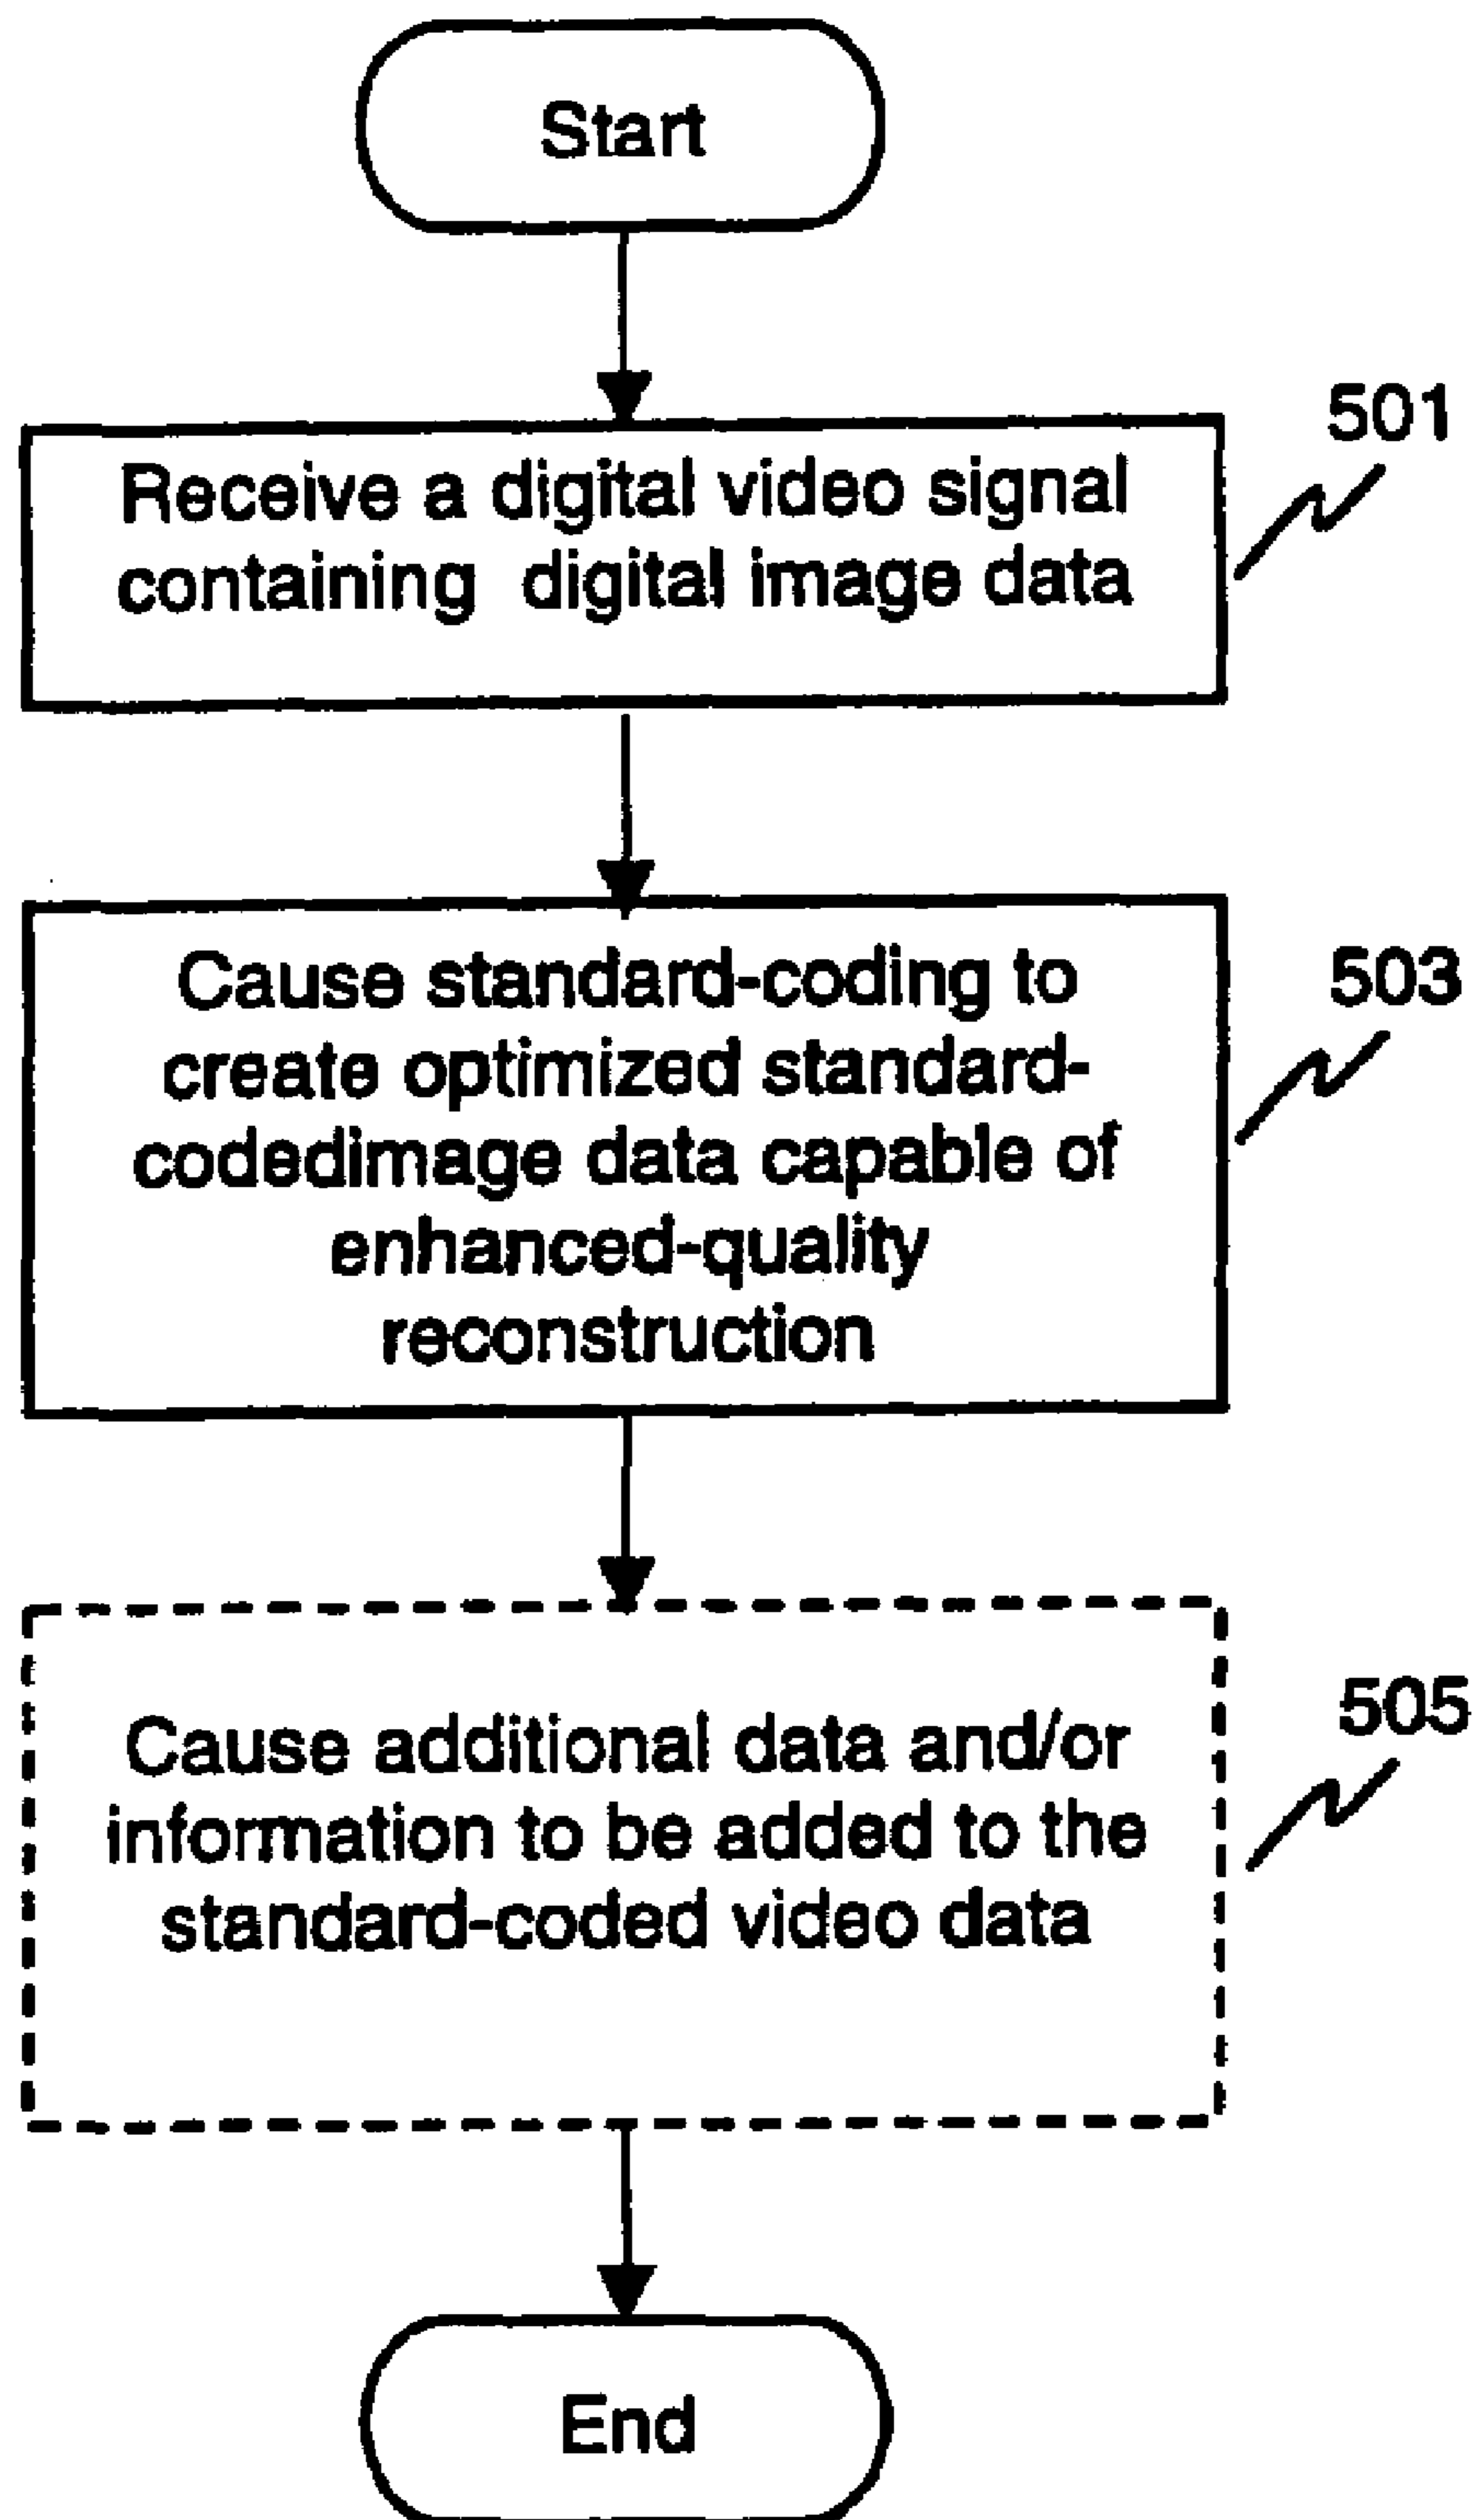 Start
501
Receive a digital video signal
containing digital image data
503
Cause standard-coding to
create optimized standard-
codedimage data capable of
enhanced-quality
reconstruction
505
Cause additional data and/or
information to be added to the
standard-coded video data
End